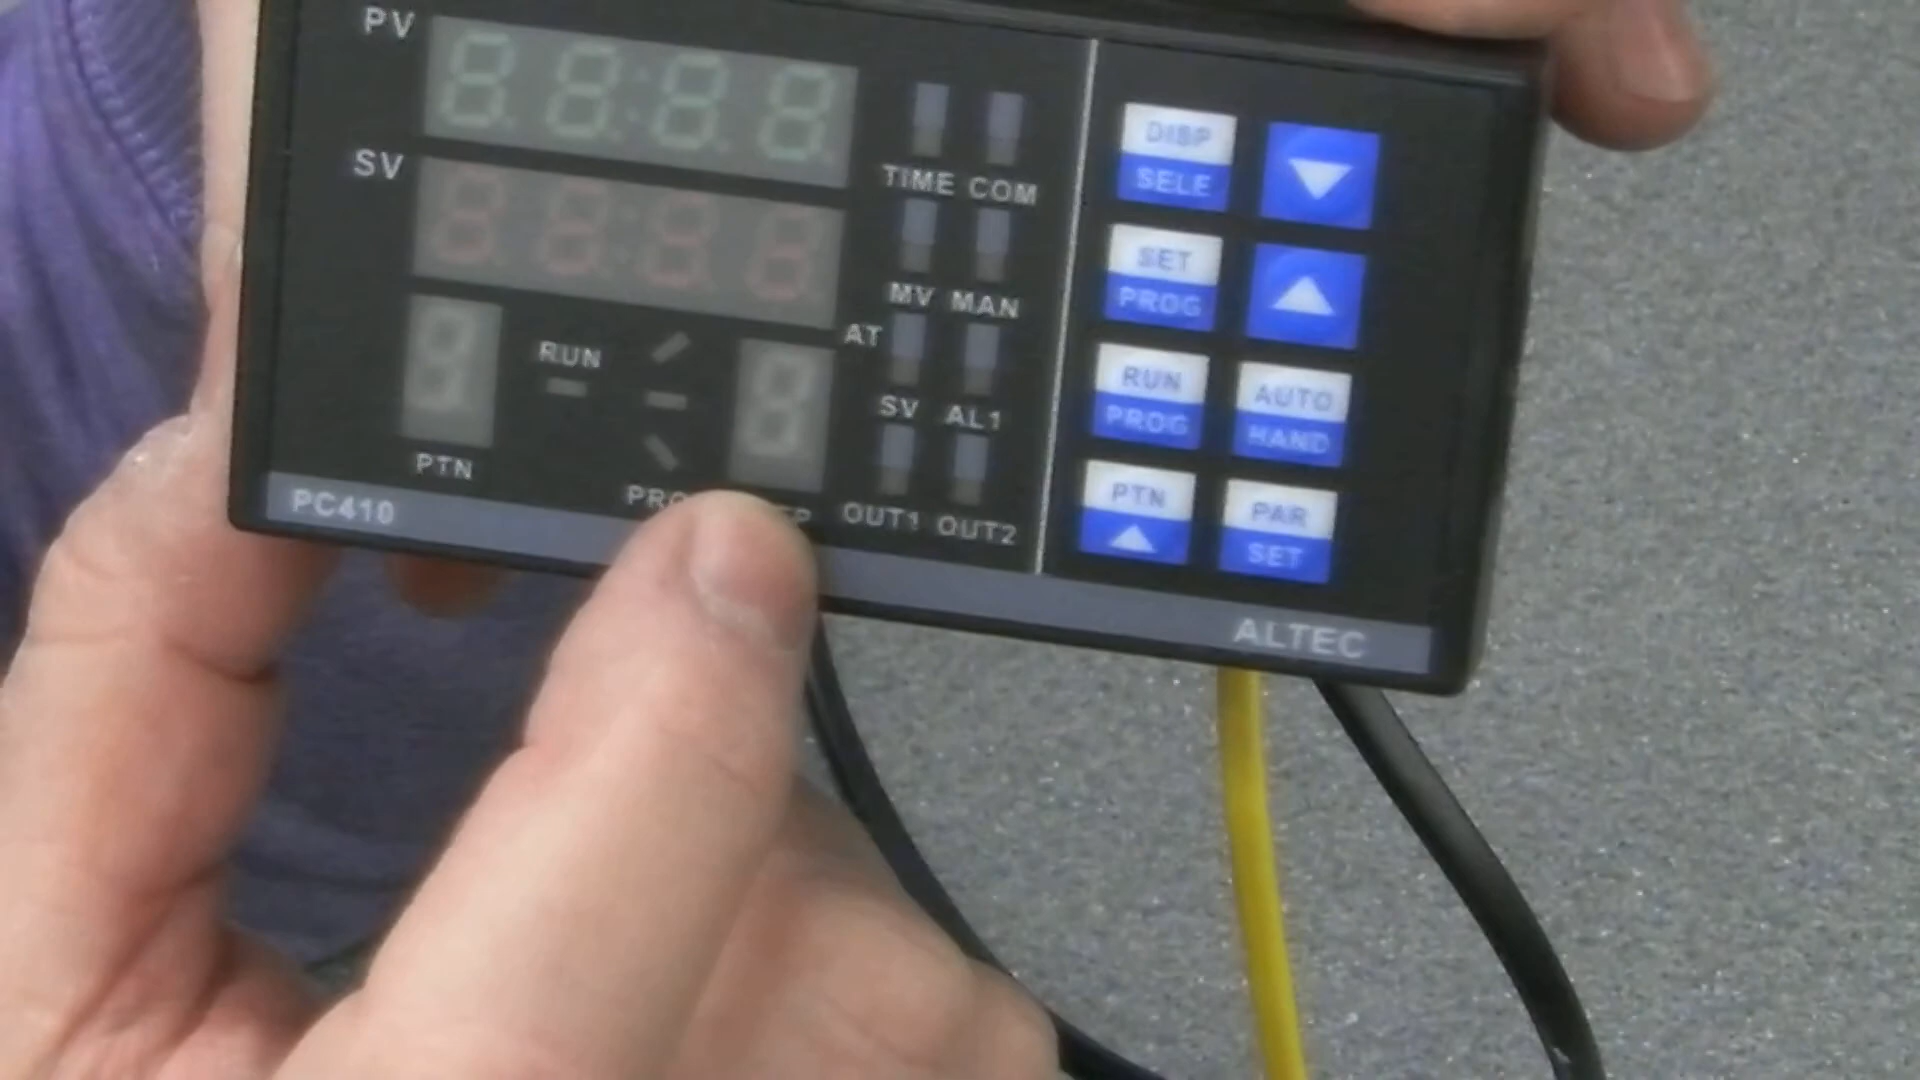 PV
SV
TIME COM
MV MAN
AT
SV AL1
OUT1 OUT2
RUN
PTN
PC410
DISP
SELE
SET
PROG
RUN
PROG
AUTO
HAND
PTN
PAR
SET
ALTEC